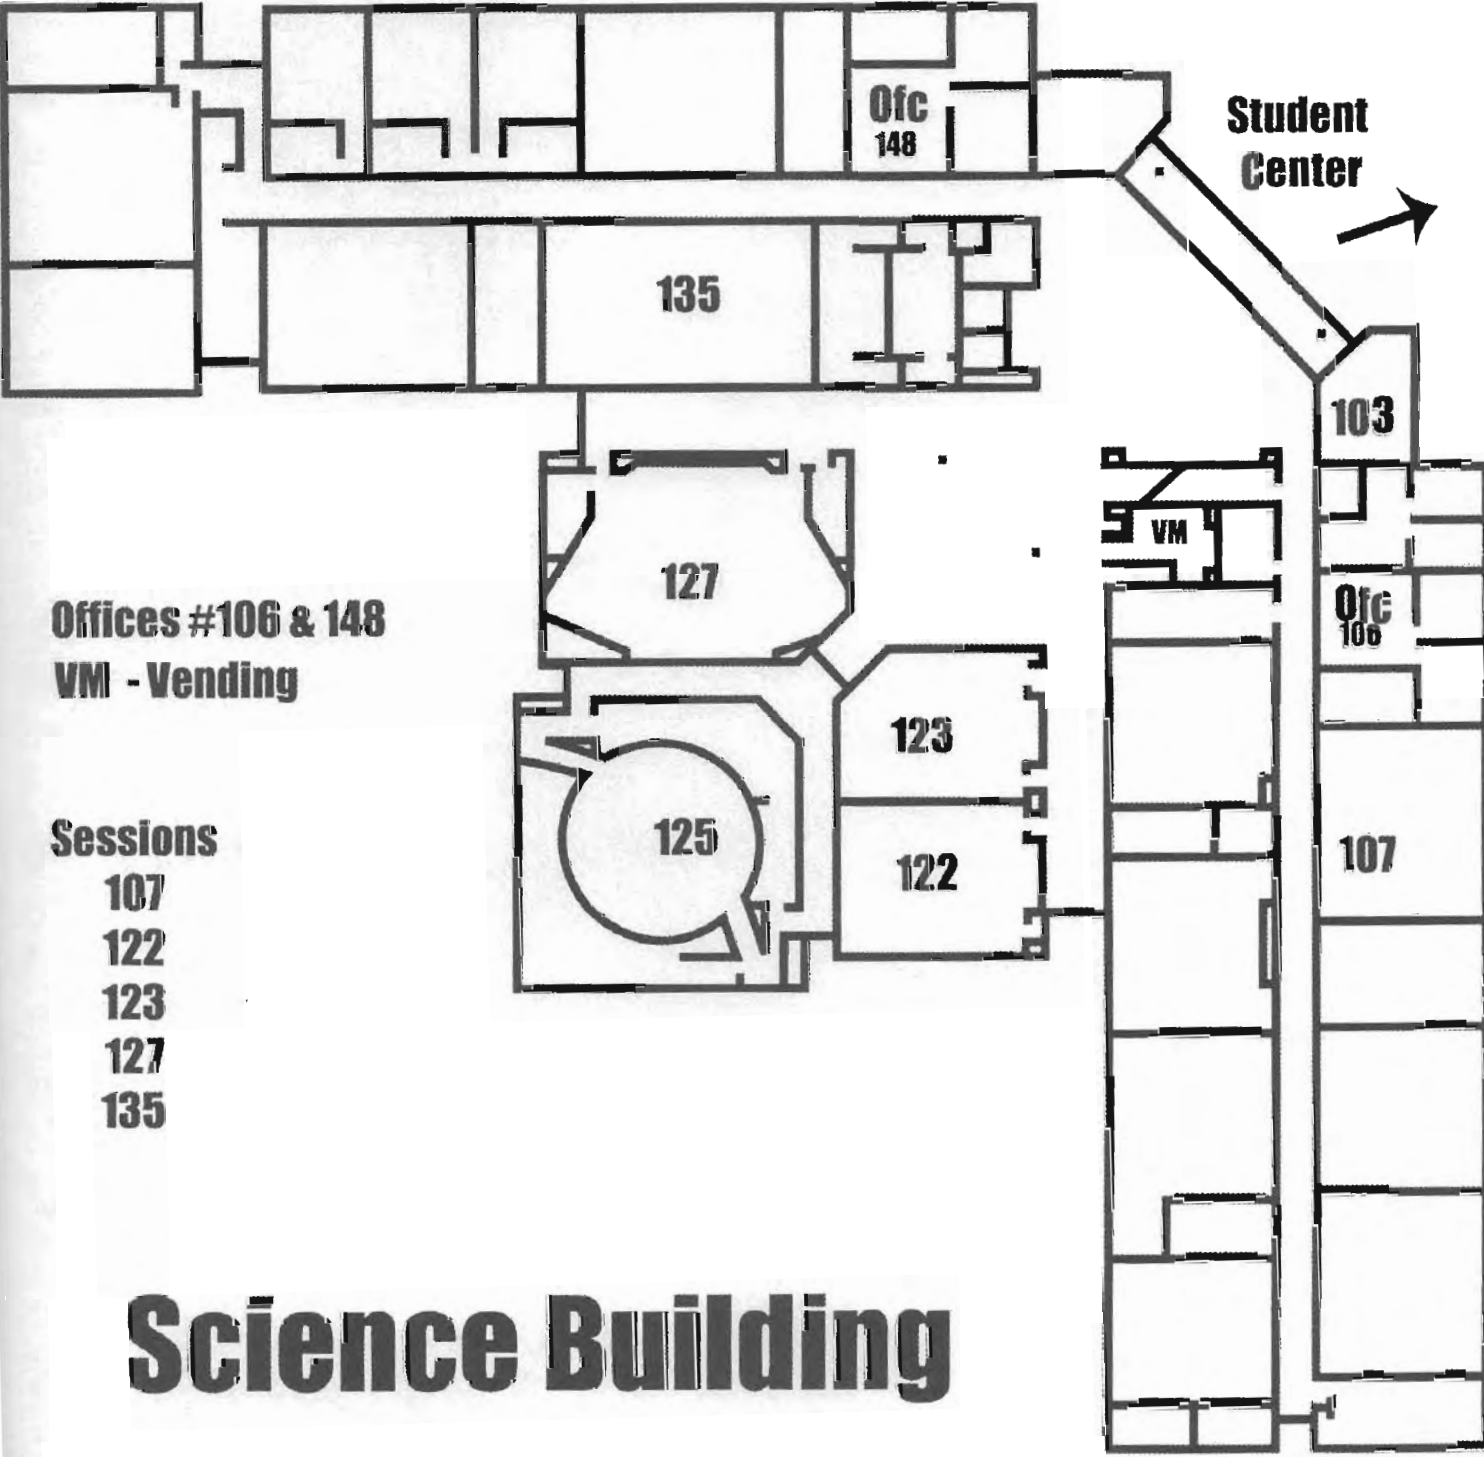 Ofc
148
Student
Center
135
103
VM
127
Offices #106 & 148
VM - Vending
Ofc
106
123
125
122
107
Sessions
107
122
123
127
135
Science Building